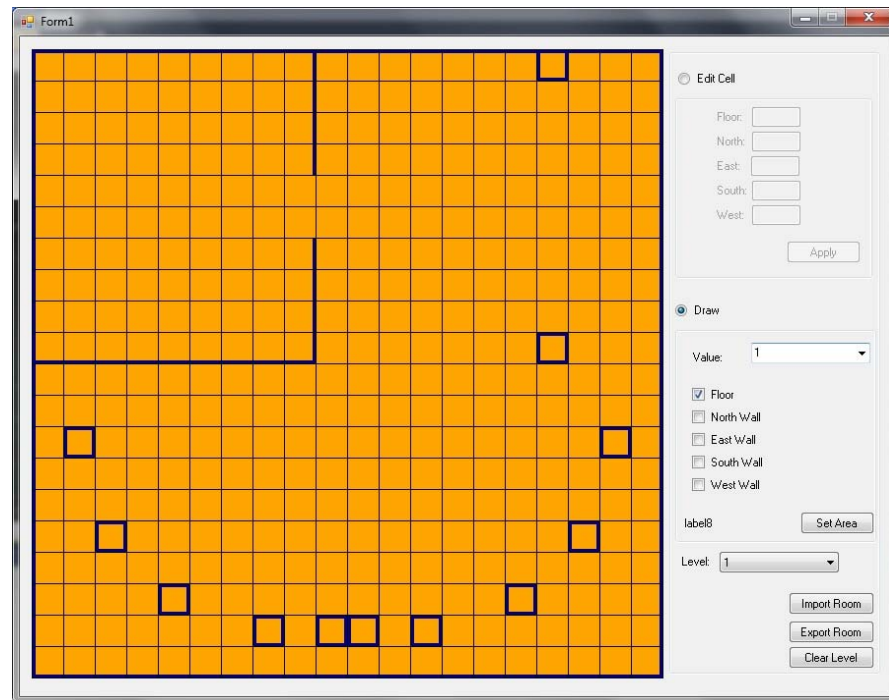 Form1
Edit Cell
Floor:
North:
East:
South:
West:
Apply
Draw
Value: 1
Floor
North Wall
East Wall
South Wall
West Wall
label8 Set Area
Level: 1
Import Room
Export Room
Clear Level